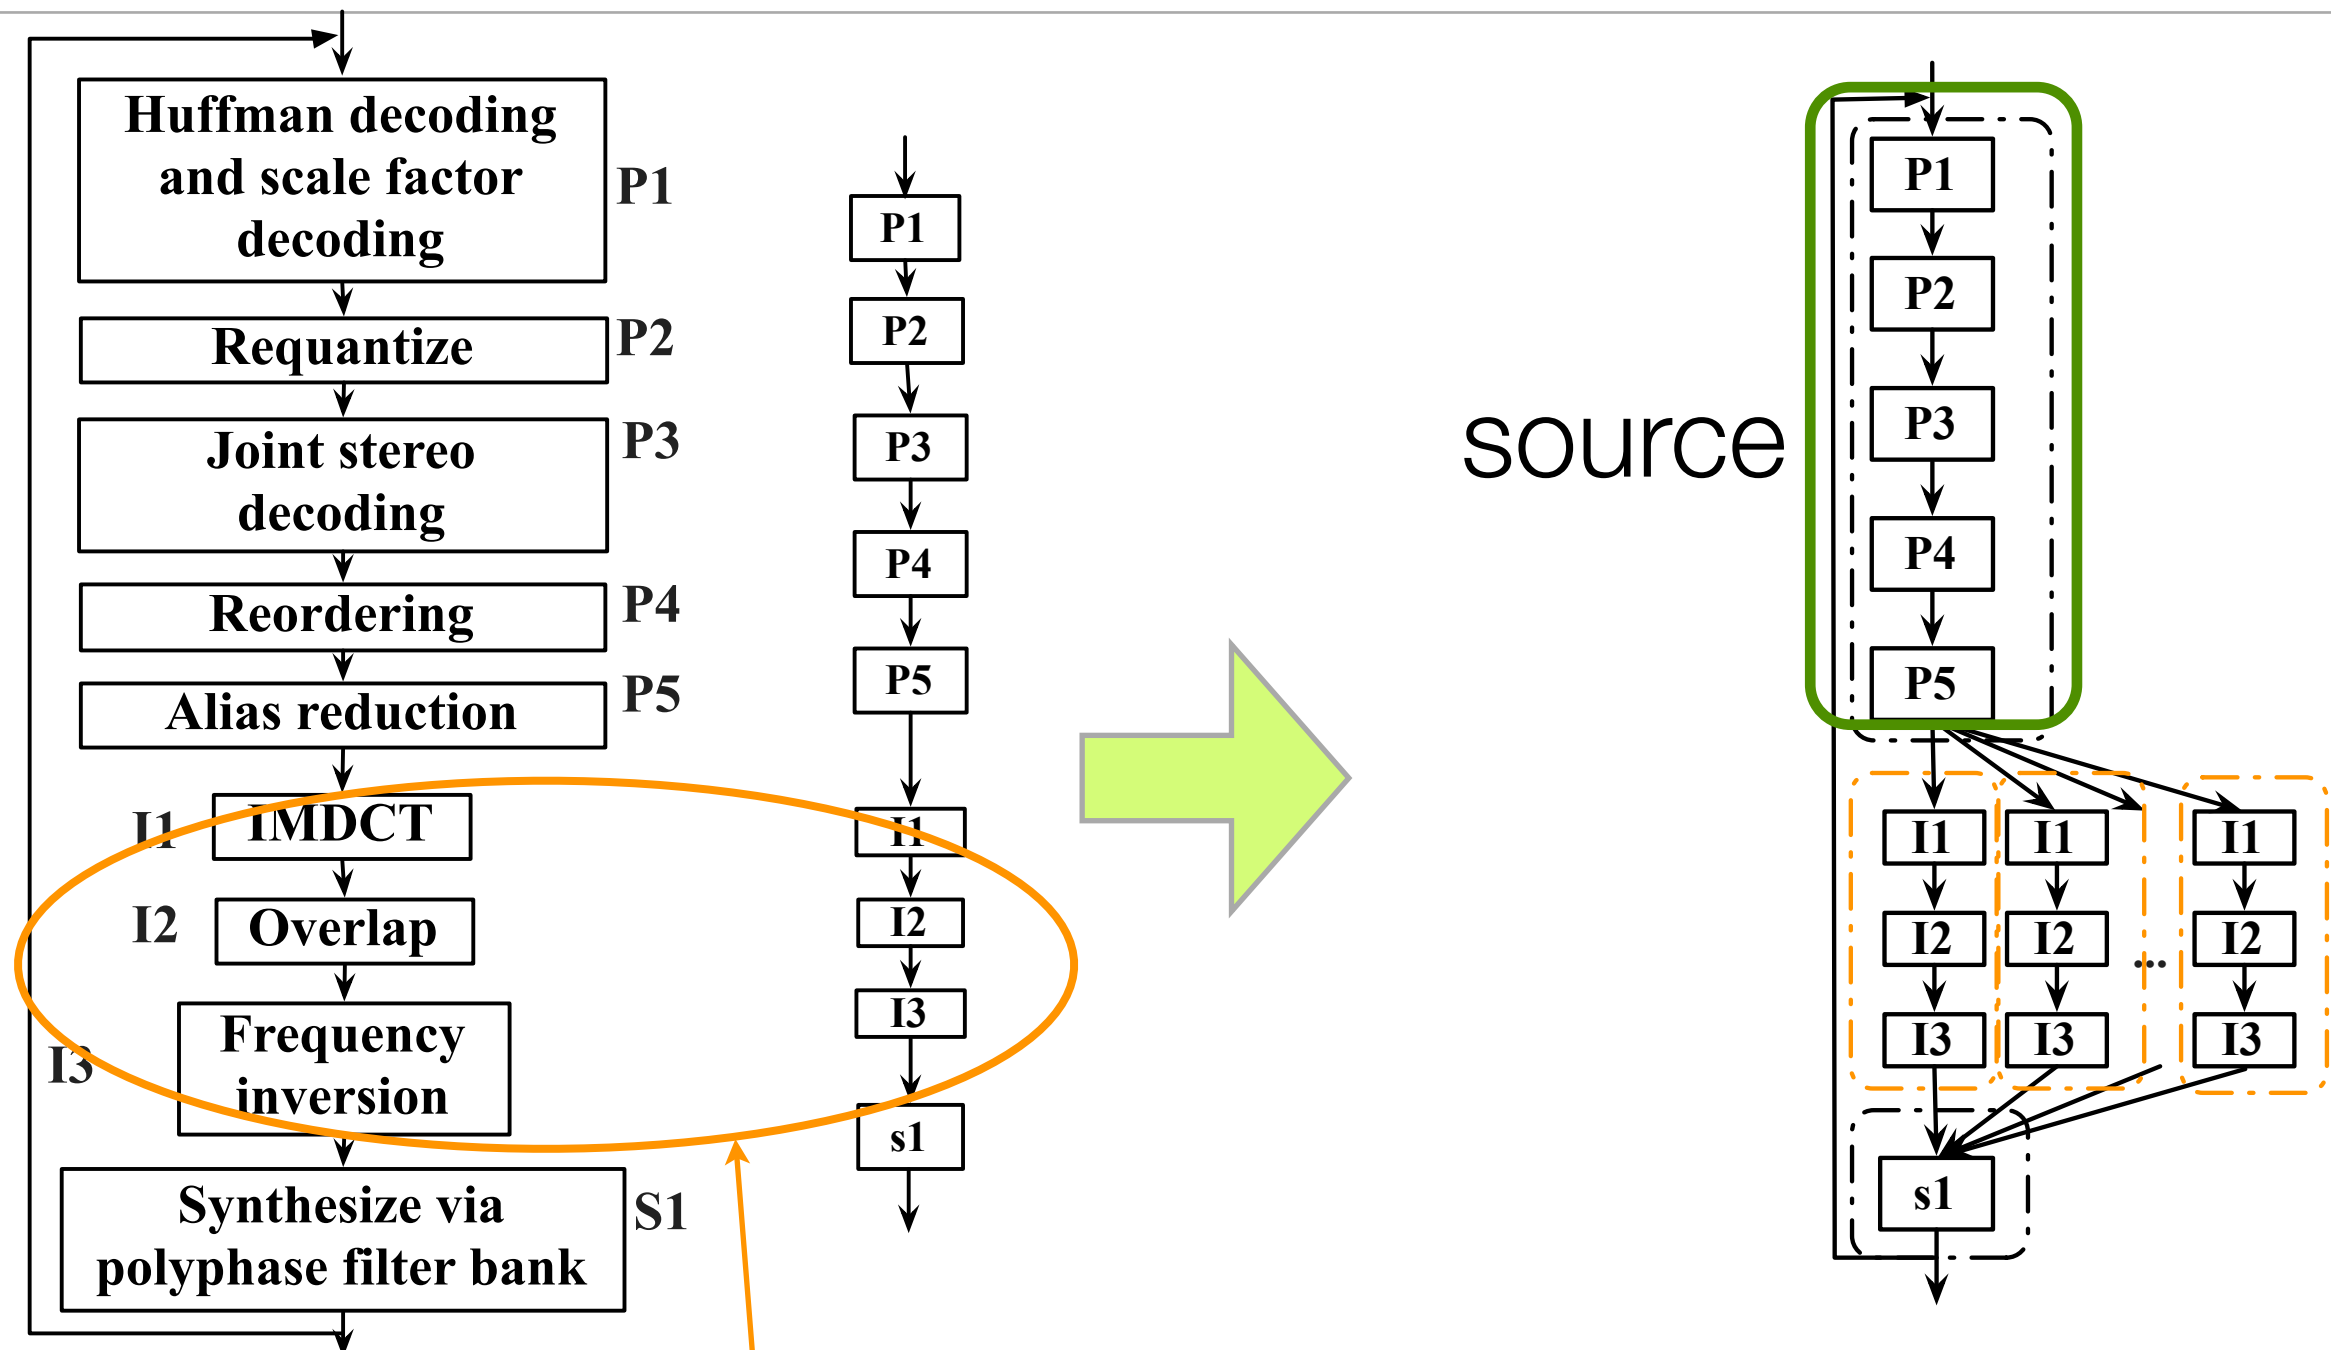 Huffman decoding
and scale factor
decoding
P1
Requantize
P2
Joint stereo
decoding
P3
Reordering
P4
Alias reduction
P5
I1
IMDCT
I2
Overlap
I3
Frequency
inversion
Synthesize via
polyphase filter bank
S1
P1
P2
P3
P4
P5
I1
I2
I3
s1
source
P1
P2
P3
P4
P5
I1 I1 I1
I2 I2 ... I2
I3 I3 I3
s1